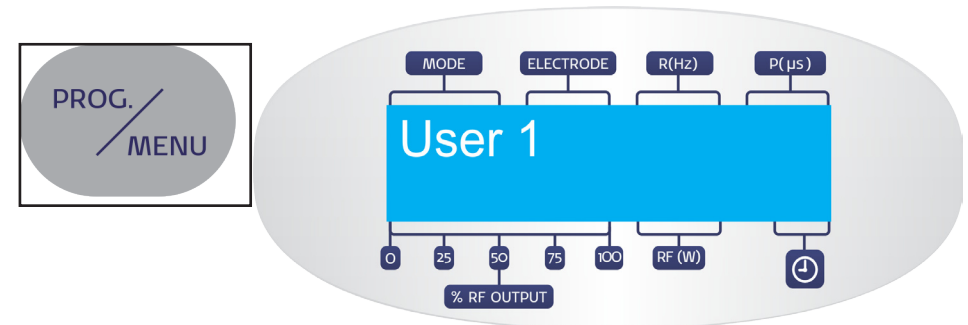 PROG./
MENU
MODE ELECTRODE R(Hz) P(µs)
User 1
0 25 50 75 100 RF (W)
% RF OUTPUT